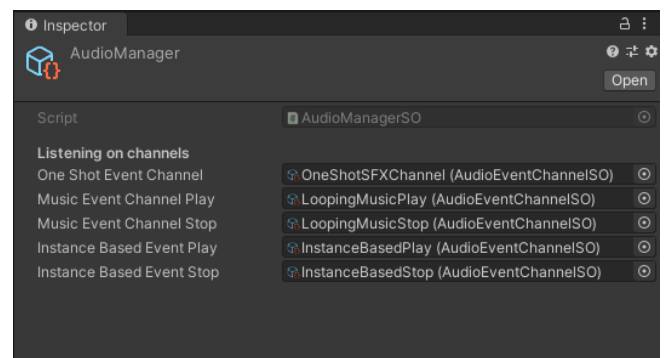 Inspector
AudioManager
Open
Script AudioManagerSO
Listening on channels
One Shot Event Channel OneShotSFXChannel (AudioEventChannelSO)
Music Event Channel Play LoopingMusicPlay (AudioEventChannelSO)
Music Event Channel Stop LoopingMusicStop (AudioEventChannelSO)
Instance Based Event Play InstanceBasedPlay (AudioEventChannelSO)
Instance Based Event Stop InstanceBasedStop (AudioEventChannelSO)